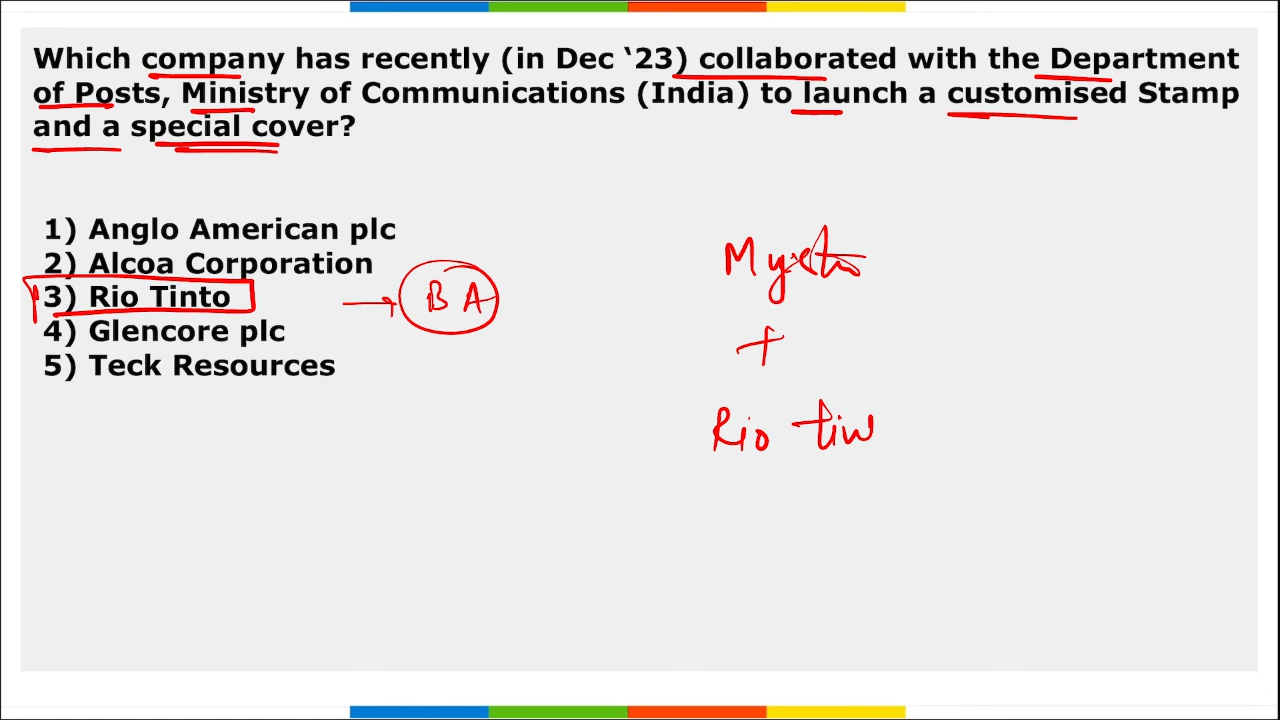 Which company has recently (in Dec ‘23) collaborated with the Department
of Posts, Ministry of Communications (India) to launch a customised Stamp
and a special cover?
1) Anglo American plc
2) Alcoa Corporation
3) Rio Tinto
4) Glencore plc
5) Teck Resources
B A
+
Rio